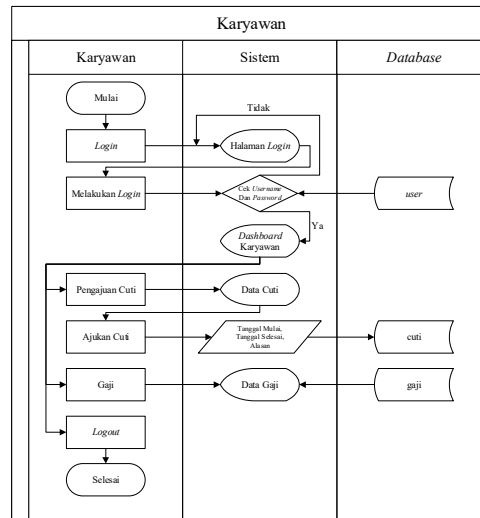 Karyawan
Karyawan
Sistem
Database
Mulai
Tidak
Login
Halaman Login
Melakukan Login
Cek Username
Dan Password
user
Ya
Dashboard
Karyawan
Pengajuan Cuti
Data Cuti
Ajukan Cuti
Tanggal Mulai,
Tanggal Selesai,
Alasan
cuti
Gaji
Data Gaji
gaji
Logout
Selesai